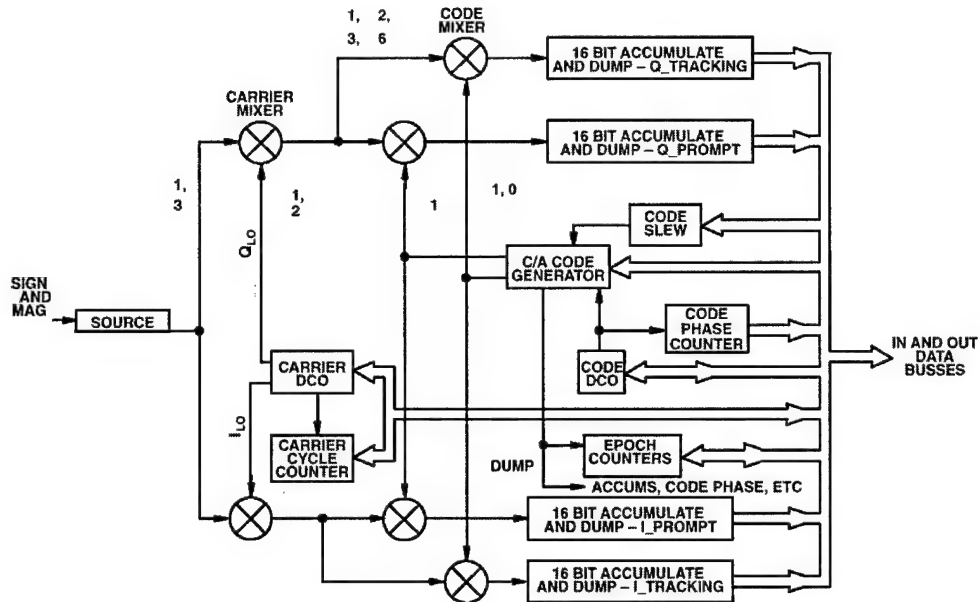 1, 2,
3, 6
CODE
MIXER
16 BIT ACCUMULATE
AND DUMP – Q_TRACKING
CARRIER
MIXER
16 BIT ACCUMULATE
AND DUMP – Q_PROMPT
1,
3
1,
2
1
1, 0
CODE
SLEW
QLO
C/A CODE
GENERATOR
SIGN
AND
MAG
SOURCE
CODE
PHASE
COUNTER
IN AND OUT
DATA
BUSSES
CARRIER
DCO
CODE
DCO
ILO
CARRIER
CYCLE
COUNTER
EPOCH
COUNTERS
DUMP
ACCUMS, CODE PHASE, ETC
16 BIT ACCUMULATE
AND DUMP – I_PROMPT
16 BIT ACCUMULATE
AND DUMP – I_TRACKING